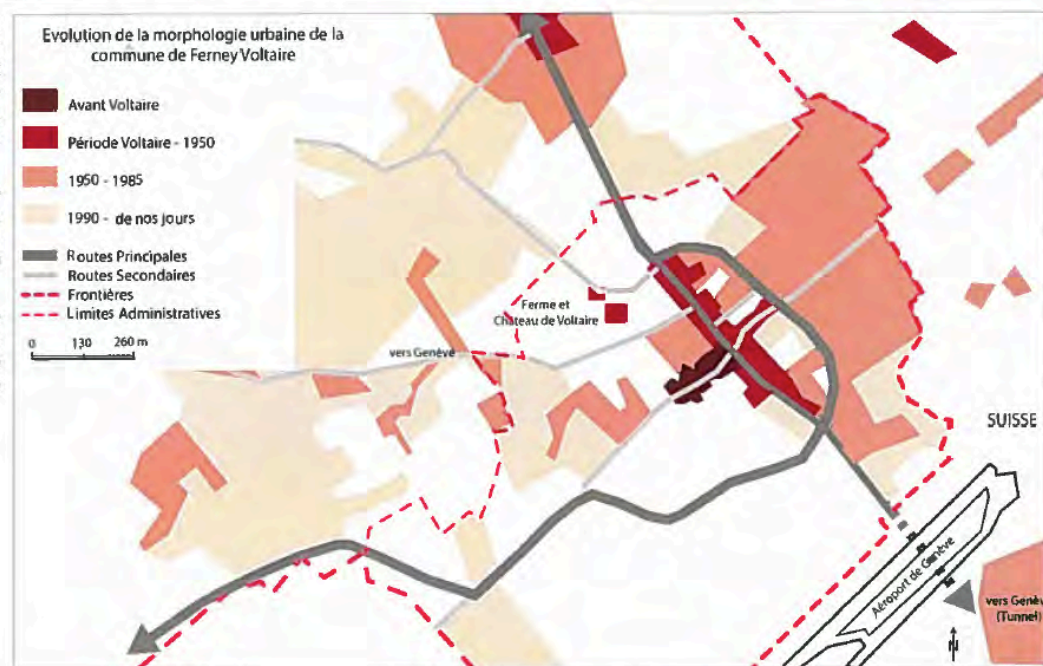 Evolution de la morphologie urbaine de la
commune de Ferney Voltaire
Avant Voltaire
Période Voltaire - 1950
1950 - 1985
1990 - de nos jours
Routes Principales
Routes Secondaires
Frontières
Limites Administratives
0 130 260 m
Ferme et
Château de Voltaire
vers Genève
SUISSE
Aéroport de Genève
vers Genève
(Tunnel)
N